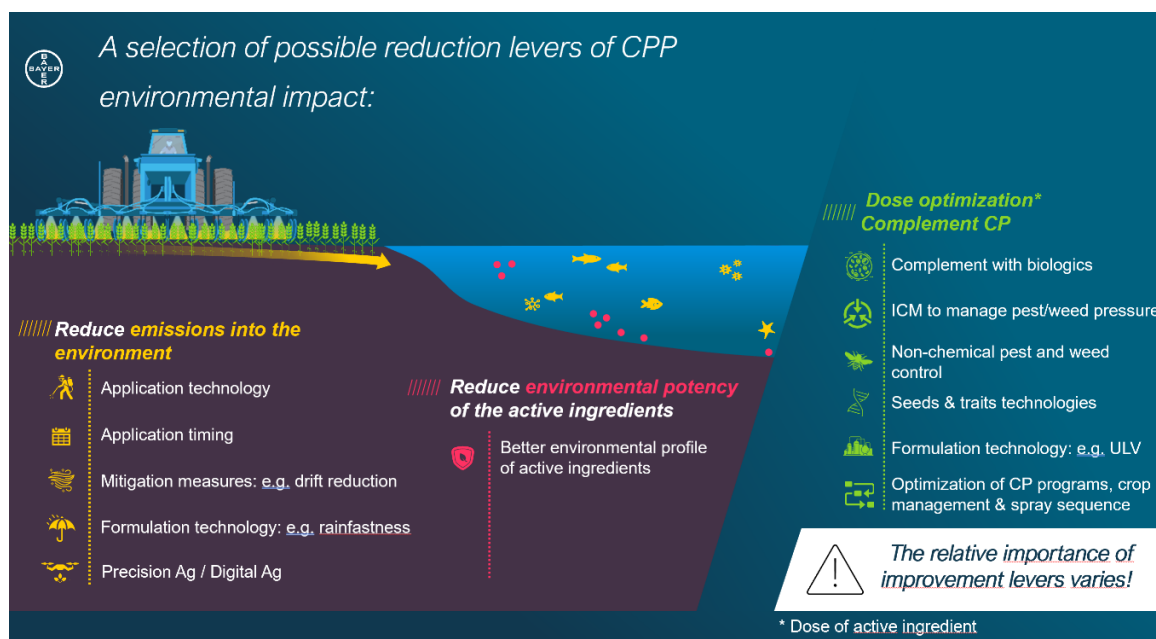 A selection of possible reduction levers of CPP
environmental impact:
BAYER
BAYER
Reduce emissions into the
environment
Application technology
Application timing
Mitigation measures: e.g. drift reduction
Formulation technology: e.g. rainfastness
Precision Ag / Digital Ag
Reduce environmental potency
of the active ingredients
Better environmental profile
of active ingredients
Dose optimization*
Complement CP
Complement with biologics
ICM to manage pest/weed pressure
Non-chemical pest and weed
control
Seeds & traits technologies
Formulation technology: e.g. ULV
Optimization of CP programs, crop
management & spray sequence
The relative importance of
improvement levers varies!
* Dose of active ingredient